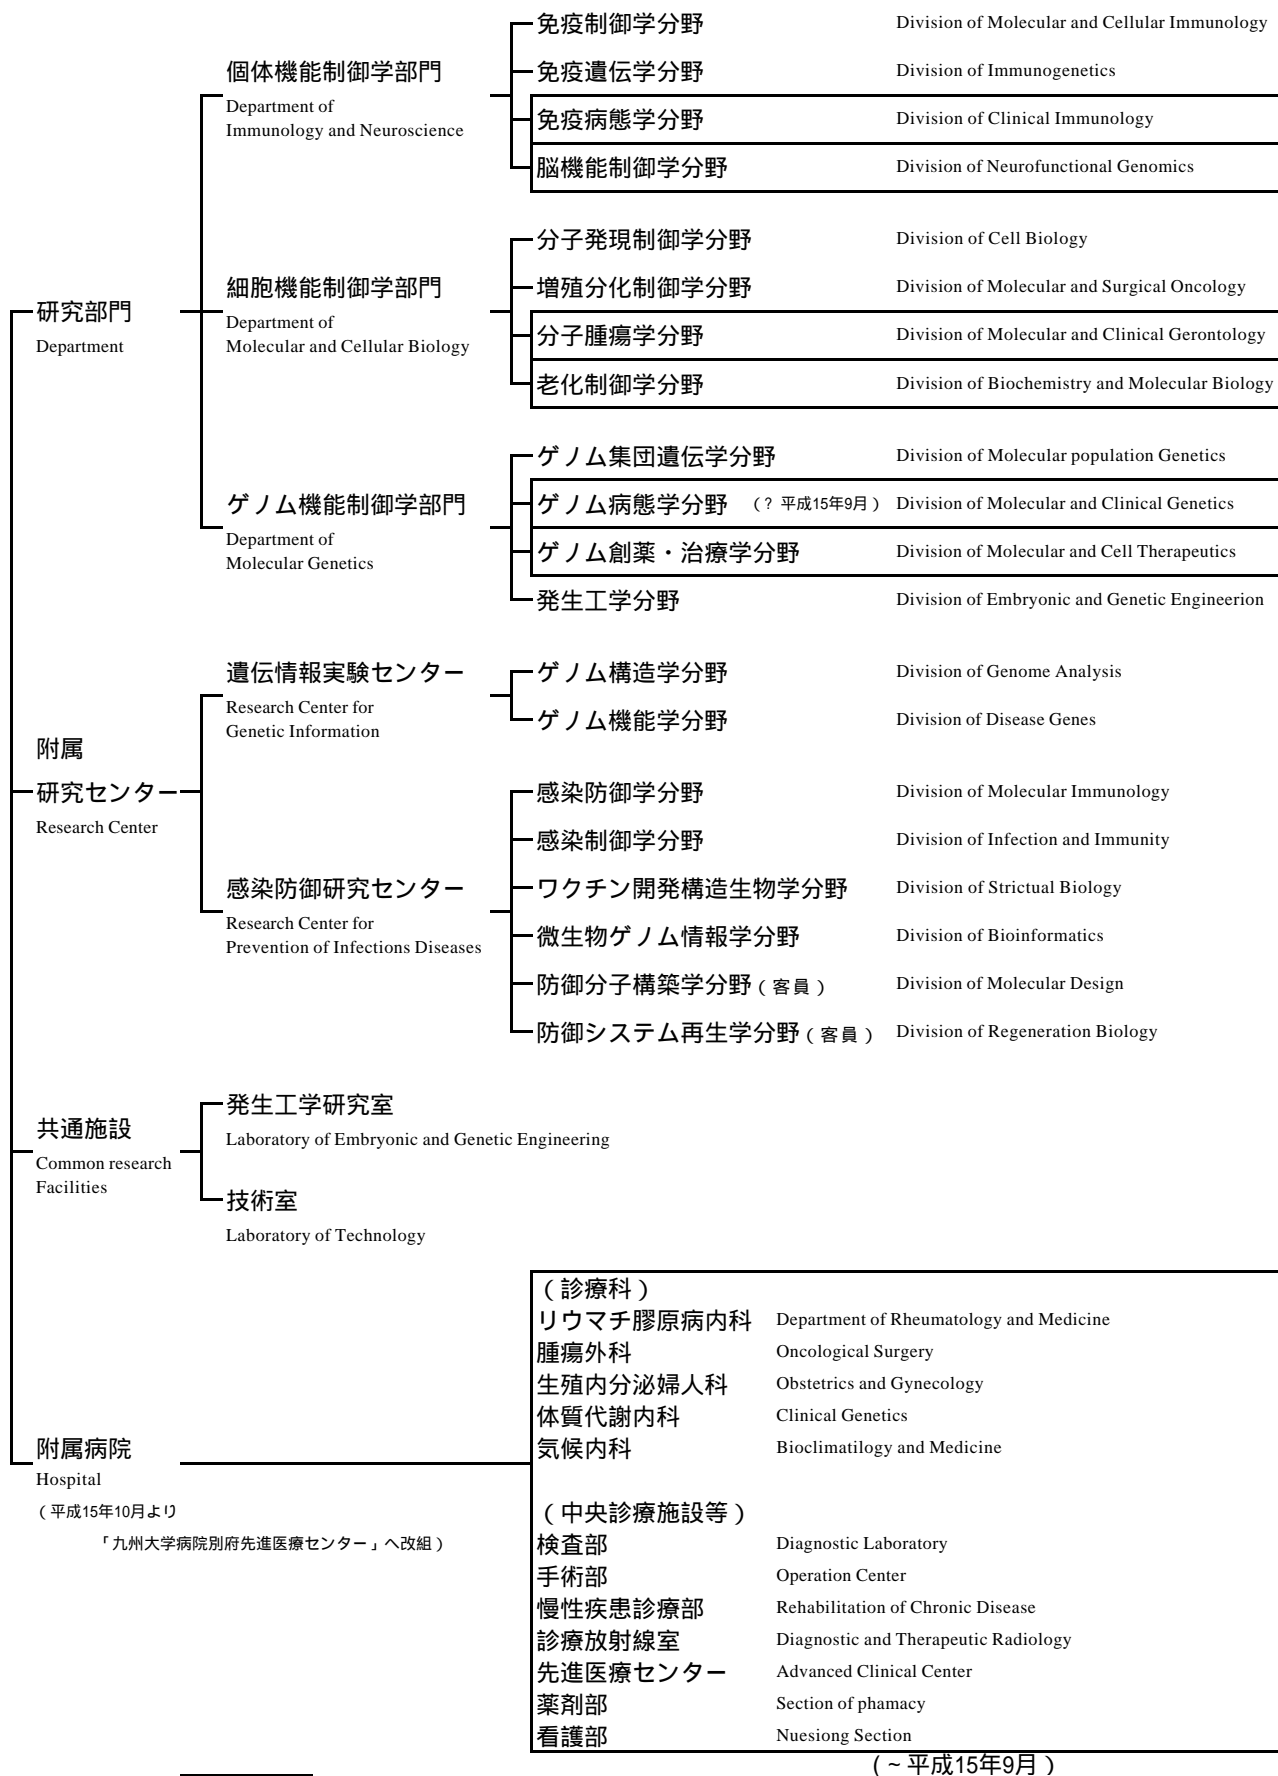 免疫制御学分野 Division of Molecular and Cellular Immunology
個体機能制御学部門
Department of
Immunology and Neuroscience
免疫遺伝学分野 Division of Immunogenetics
免疫病態学分野 Division of Clinical Immunology
脳機能制御学分野 Division of Neurofunctional Genomics
研究部門
Department
細胞機能制御学部門
Department of
Molecular and Cellular Biology
分子発現制御学分野 Division of Cell Biology
増殖分化制御学分野 Division of Molecular and Surgical Oncology
分子腫瘍学分野 Division of Molecular and Clinical Gerontology
老化制御学分野 Division of Biochemistry and Molecular Biology
ゲノム機能制御学部門
Department of
Molecular Genetics
ゲノム集団遺伝学分野 Division of Molecular population Genetics
ゲノム病態学分野 (? 平成15年9月) Division of Molecular and Clinical Genetics
ゲノム創薬・治療学分野 Division of Molecular and Cell Therapeutics
発生工学分野 Division of Embryonic and Genetic Engineerion
附属
研究センター
Research Center
遺伝情報実験センター
Research Center for
Genetic Information
ゲノム構造学分野 Division of Genome Analysis
ゲノム機能学分野 Division of Disease Genes
感染防御研究センター
Research Center for
Prevention of Infections Diseases
感染防御学分野 Division of Molecular Immunology
感染制御学分野 Division of Infection and Immunity
ワクチン開発構造生物学分野 Division of Strictual Biology
微生物ゲノム情報学分野 Division of Bioinformatics
防御分子構築学分野(客員) Division of Molecular Design
防御システム再生学分野(客員) Division of Regeneration Biology
共通施設
Common research
Facilities
発生工学研究室
Laboratory of Embryonic and Genetic Engineering
技術室
Laboratory of Technology
附属病院
Hospital
(平成15年10月より
「九州大学病院別府先進医療センター」へ改組)
(診療科)
リウマチ膠原病内科 Department of Rheumatology and Medicine
腫瘍外科 Oncological Surgery
生殖内分泌婦人科 Obstetrics and Gynecology
体質代謝内科 Clinical Genetics
気候内科 Bioclimatilogy and Medicine
(中央診療施設等)
検査部 Diagnostic Laboratory
手術部 Operation Center
慢性疾患診療部 Rehabilitation of Chronic Disease
診療放射線室 Diagnostic and Therapeutic Radiology
先進医療センター Advanced Clinical Center
薬剤部 Section of phamacy
看護部 Nuesiong Section
(~平成15年9月)